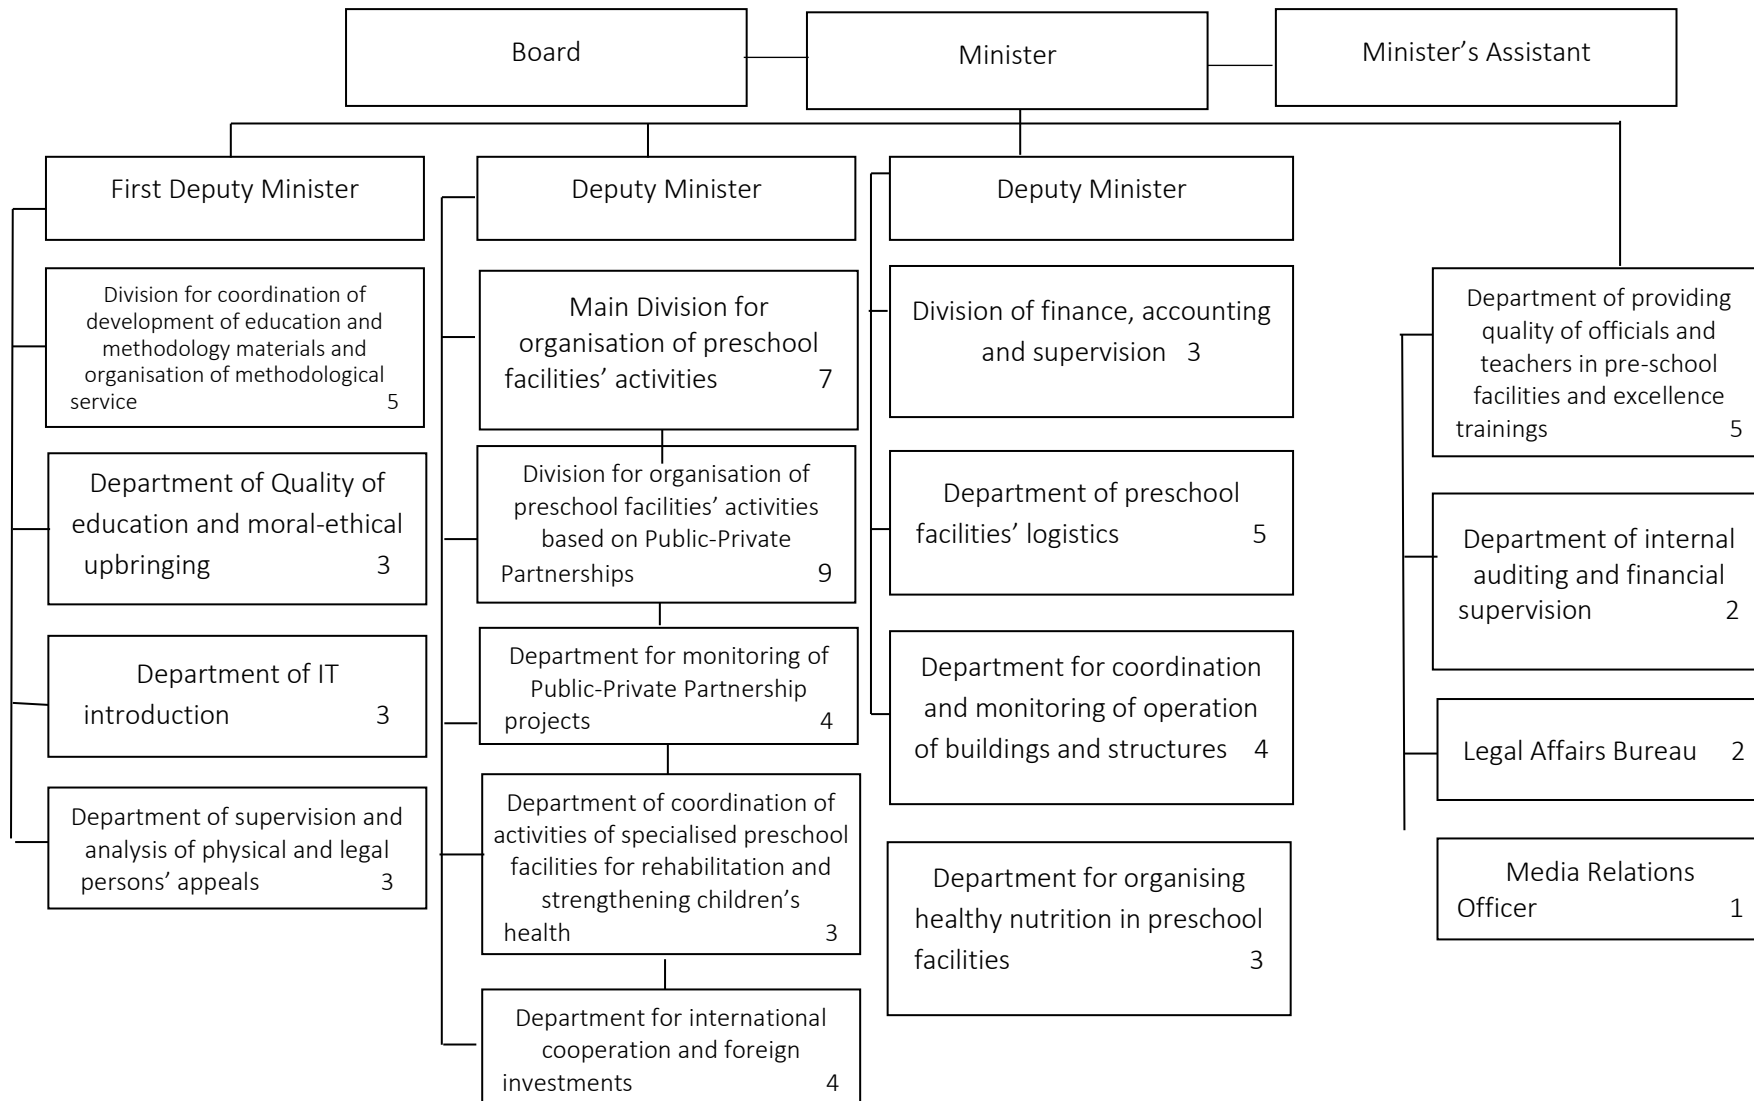 Board
Minister
Minister’s Assistant
First Deputy Minister
Division for coordination of
development of education and
methodology materials and
organisation of methodological
service 5
Department of Quality of
education and moral-ethical
upbringing 3
Department of IT
introduction 3
Department of supervision and
analysis of physical and legal
persons’ appeals 3
Deputy Minister
Main Division for
organisation of preschool
facilities’ activities 7
Division for organisation of
preschool facilities’ activities
based on Public-Private
Partnerships 9
Department for monitoring of
Public-Private Partnership
projects 4
Department of coordination of
activities of specialised preschool
facilities for rehabilitation and
strengthening children’s
health 3
Department for international
cooperation and foreign
investments 4
Deputy Minister
Division of finance, accounting
and supervision 3
Department of preschool
facilities’ logistics 5
Department for coordination
and monitoring of operation
of buildings and structures 4
Department for organising
healthy nutrition in preschool
facilities 3
Department of providing
quality of officials and
teachers in pre-school
facilities and excellence
trainings 5
Department of internal
auditing and financial
supervision 2
Legal Affairs Bureau 2
Media Relations
Officer 1